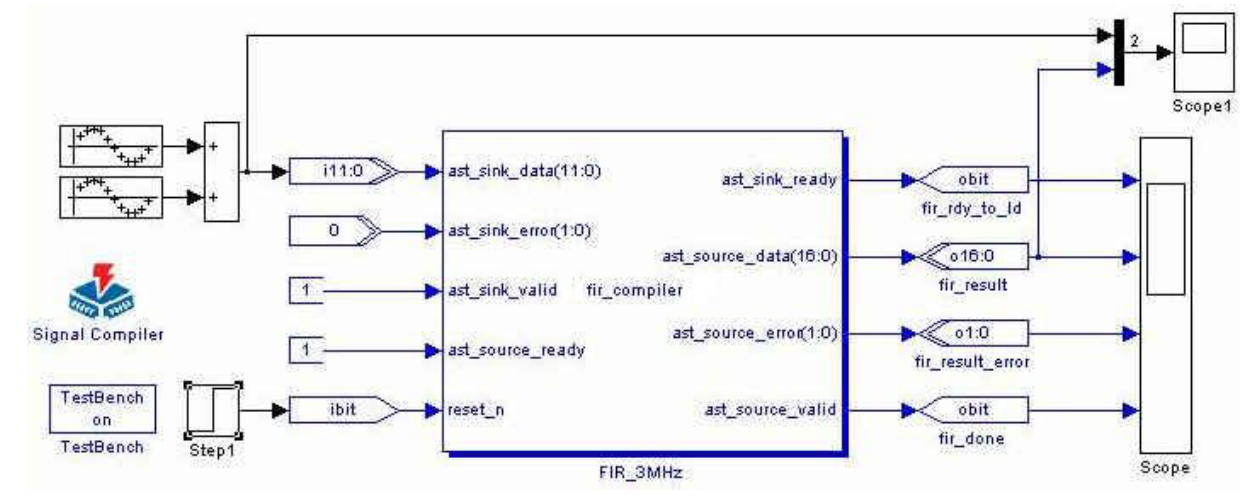 2
Scope1
+
+
i11:0
ast_sink_data(11:0)
ast_sink_ready
obit
fir_rdy_to_ld
0
ast_sink_error(1:0)
ast_source_data(16:0)
o16:0
fir_result
1
ast_sink_valid
fir_compiler
Signal Compiler
ast_source_error(1:0)
o1:0
fir_result_error
1
ast_source_ready
TestBench
on
TestBench
Step1
ibit
reset_n
ast_source_valid
obit
fir_done
FIR_3MHz
Scope